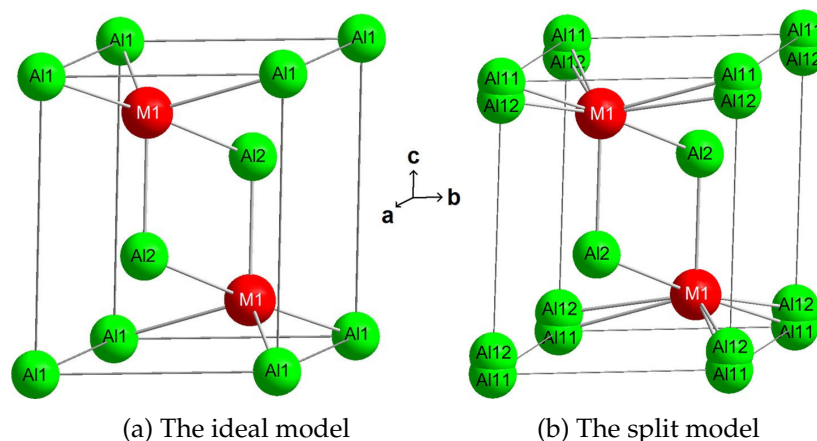 Al1 Al1
Al1 Al1
M1
Al2
Al2
M1
Al1 Al1
Al1 Al1
c
a b
Al11 Al11
Al12 Al12
Al11 Al11
Al12 Al12
M1
Al2
Al2
M1
Al12 Al12
Al11 Al11
Al12 Al12
Al11 Al11
(a) The ideal model
(b) The split model